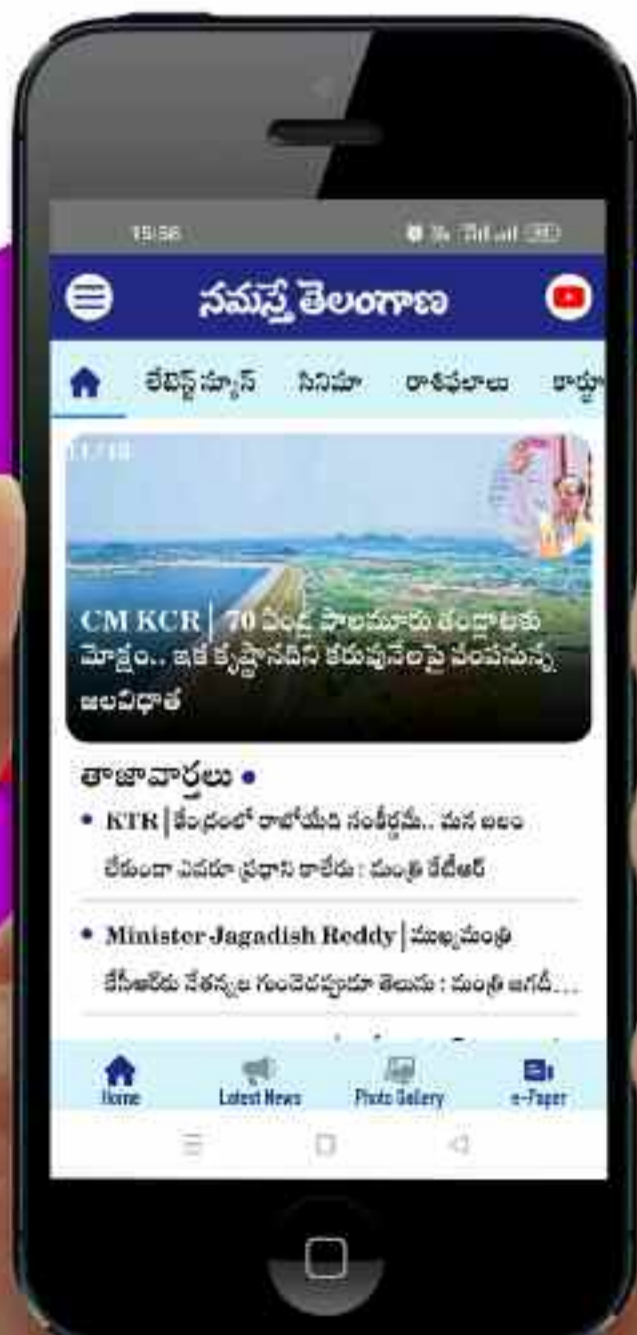 15:56
నమస్తే తెలంగాణ
లేటెస్ట్ న్యూస్ సినిమా రాశిఫలాలు కార్టూ
CM KCR | 70 ఏండ్ల పాలమూరు తండ్లాటకు
మోక్షం.. ఇక కృష్ణానదిని కరువునేలపై వంపనున్న
జలవిధాత
తాజావార్తలు
KTR | కేంద్రంలో రాబోయేది సంకీర్ణమే.. మన బలం
లేకుండా ఎవరూ ప్రధాని కాలేరు : మంత్రి కేటీఆర్
Minister Jagadish Reddy | ముఖ్యమంత్రి
కేసీఆర్‌కు నేతన్నల గుండెచప్పుడూ తెలుసు : మంత్రి జగదీ...
Home Latest News Photo Gallery e-Paper